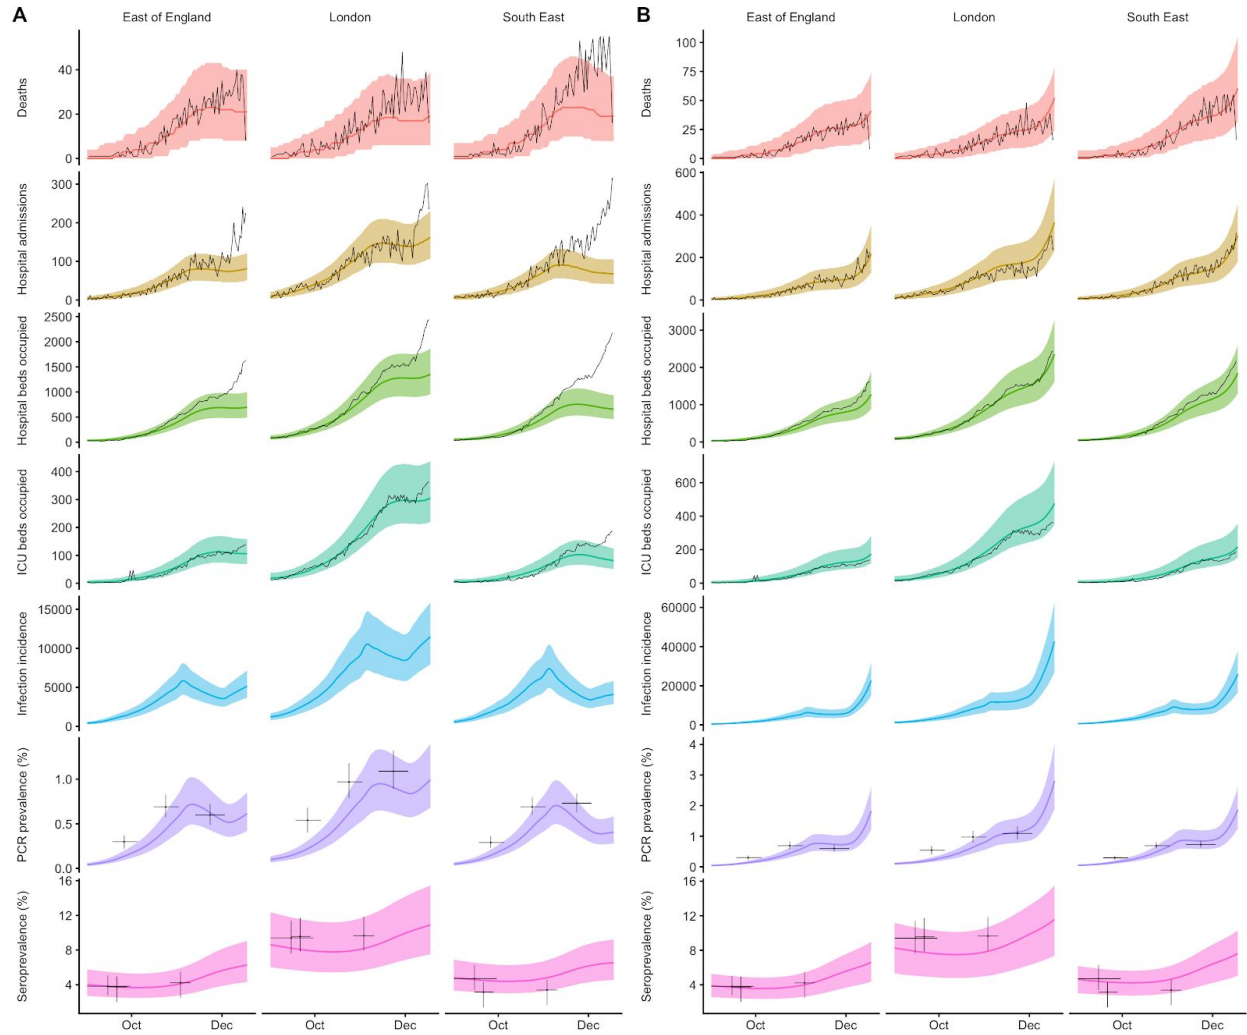 A
East of England
London
South East
B
East of England
London
South East
Deaths
40
20
0
Deaths
100
75
50
25
0
Hospital admissions
300
200
100
0
Hospital admissions
600
400
200
0
Hospital beds occupied
2500
2000
1500
1000
500
0
Hospital beds occupied
3000
2000
1000
0
ICU beds occupied
400
300
200
100
0
ICU beds occupied
600
400
200
0
Infection incidence
15000
10000
5000
0
Infection incidence
60000
40000
20000
0
PCR prevalence (%)
1.0
0.5
0.0
PCR prevalence (%)
4
3
2
1
0
Seroprevalence (%)
16
12
8
4
Seroprevalence (%)
16
12
8
4
Oct
Dec
Oct
Dec
Oct
Dec
Oct
Dec
Oct
Dec
Oct
Dec